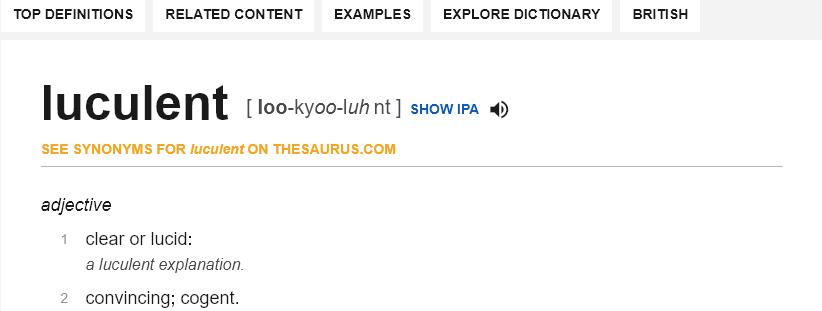 TOP DEFINITIONS RELATED CONTENT EXAMPLES EXPLORE DICTIONARY BRITISH
luculent [ loo-kyoo-luh nt ] SHOW IPA
SEE SYNONYMS FOR luculent ON THESAURUS.COM
adjective
1 clear or lucid:
a luculent explanation.
2 convincing; cogent.